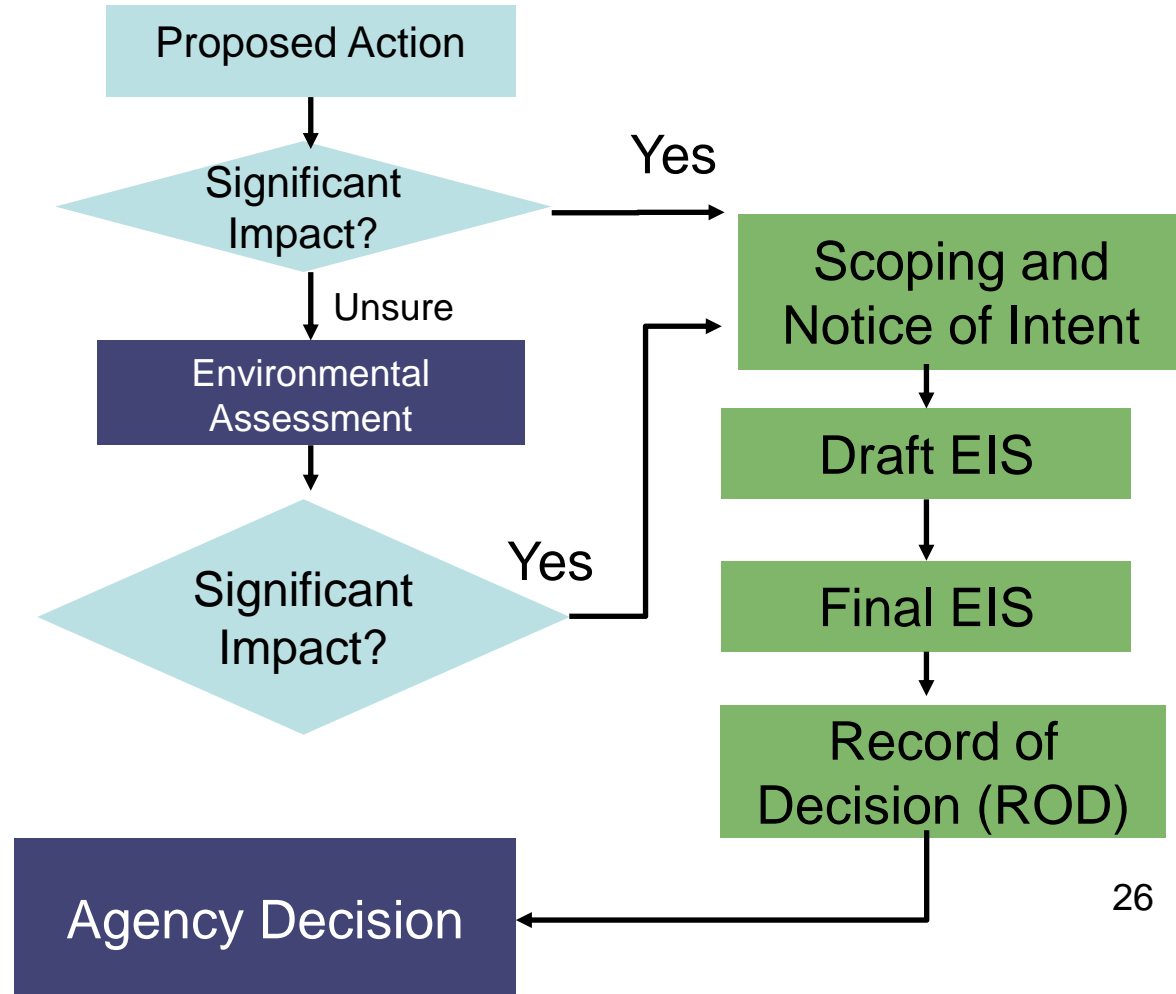 Proposed Action
Significant
Impact?
Yes
Unsure
Scoping and
Notice of Intent
Environmental
Assessment
Draft EIS
Significant
Impact?
Yes
Final EIS
Record of
Decision (ROD)
Agency Decision
26